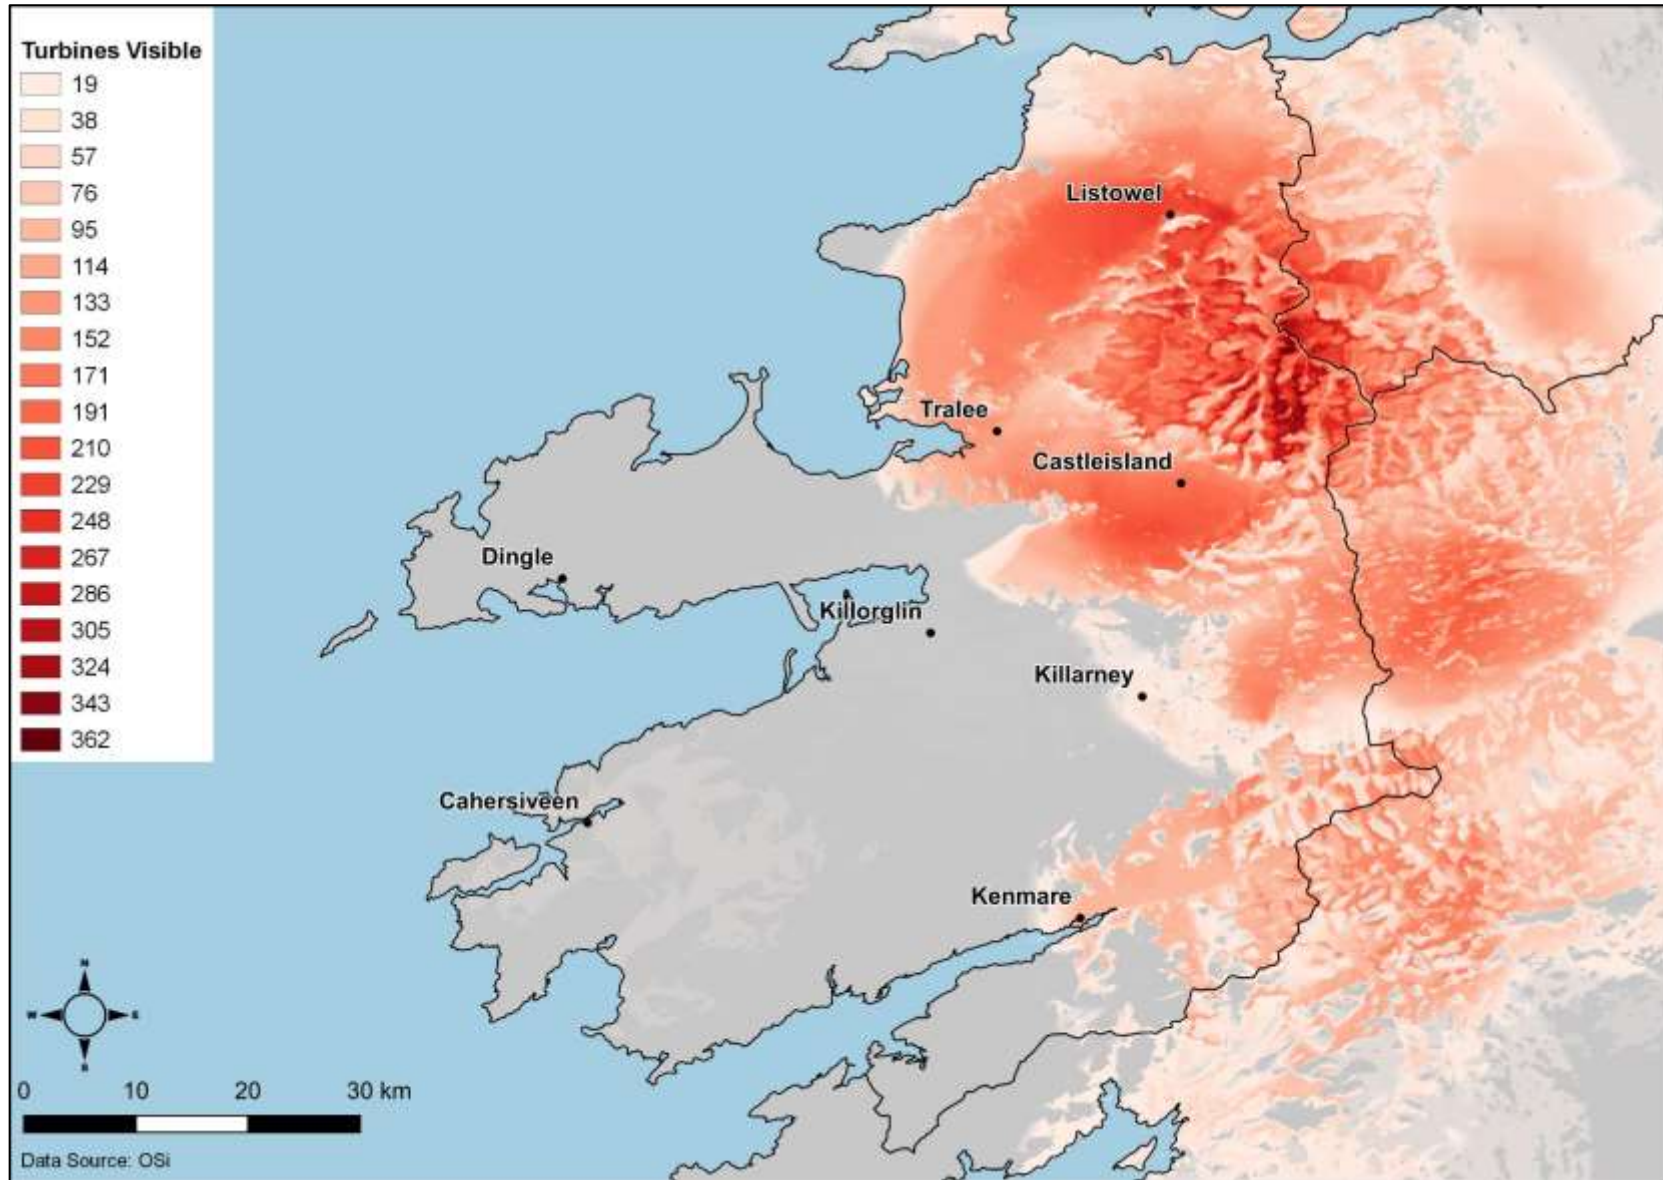 Turbines Visible
19
38
57
76
95
114
133
152
171
191
210
229
248
267
286
305
324
343
362
Listowel
Tralee
Castleisland
Dingle
Killorglin
Killarney
Cahersiveen
Kenmare
N
W E
S
0 10 20 30 km
Data Source: OSi